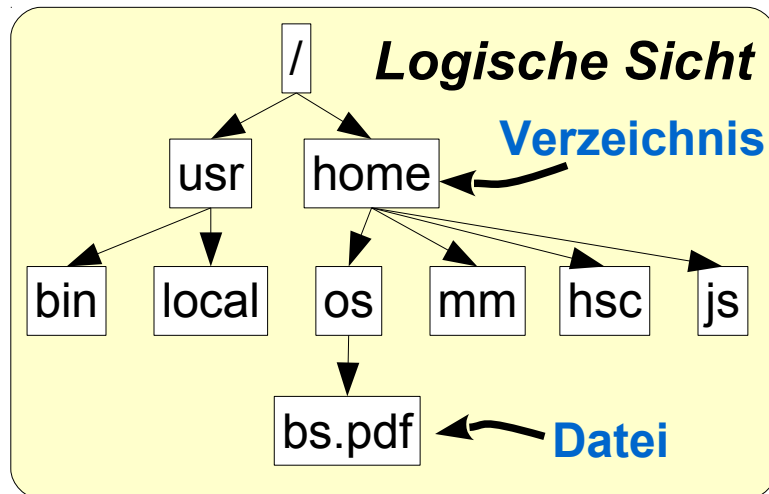 /
Logische Sicht
Verzeichnis
usr
home
bin
local
os
mm
hsc
js
bs.pdf
Datei